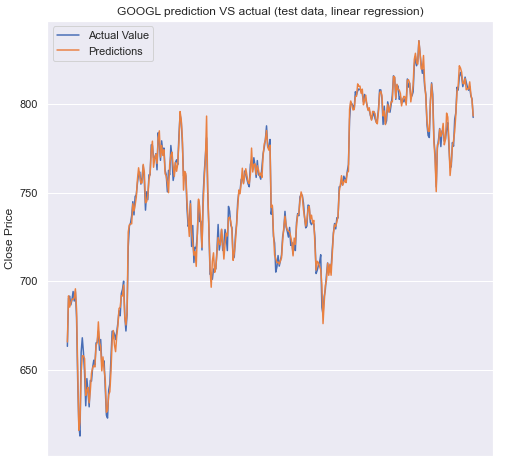 GOOGL prediction VS actual (test data, linear regression)
Actual Value
Predictions
800
750
700
650
Close Price